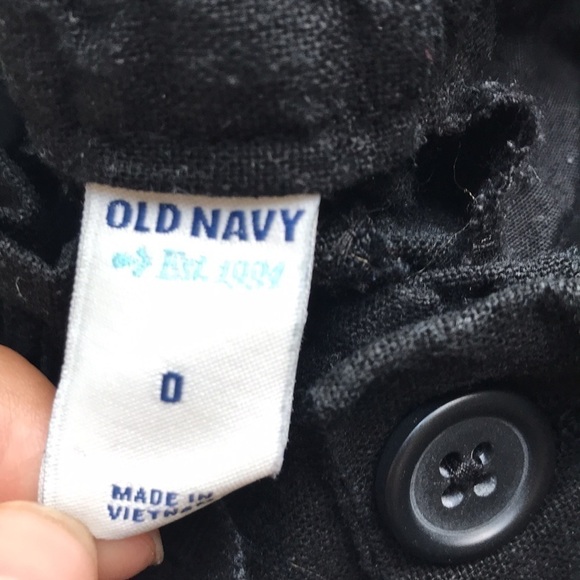 OLD NAVY
Est. 1994
0
MADE IN
VIETNAM